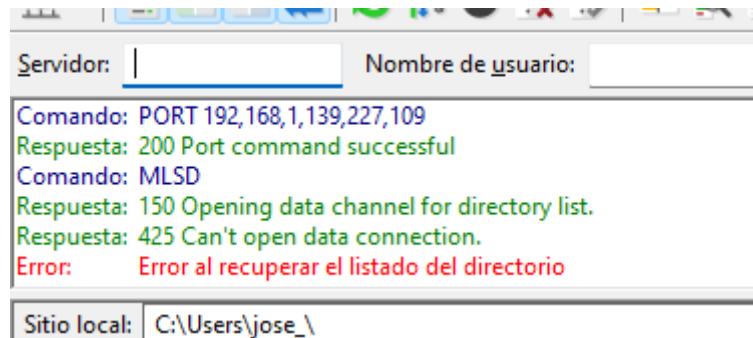 Servidor: Nombre de usuario:
Comando: PORT 192,168,1,139,227,109
Respuesta: 200 Port command successful
Comando: MLSD
Respuesta: 150 Opening data channel for directory list.
Respuesta: 425 Can't open data connection.
Error: Error al recuperar el listado del directorio
Sitio local: C:\Users\jose_\